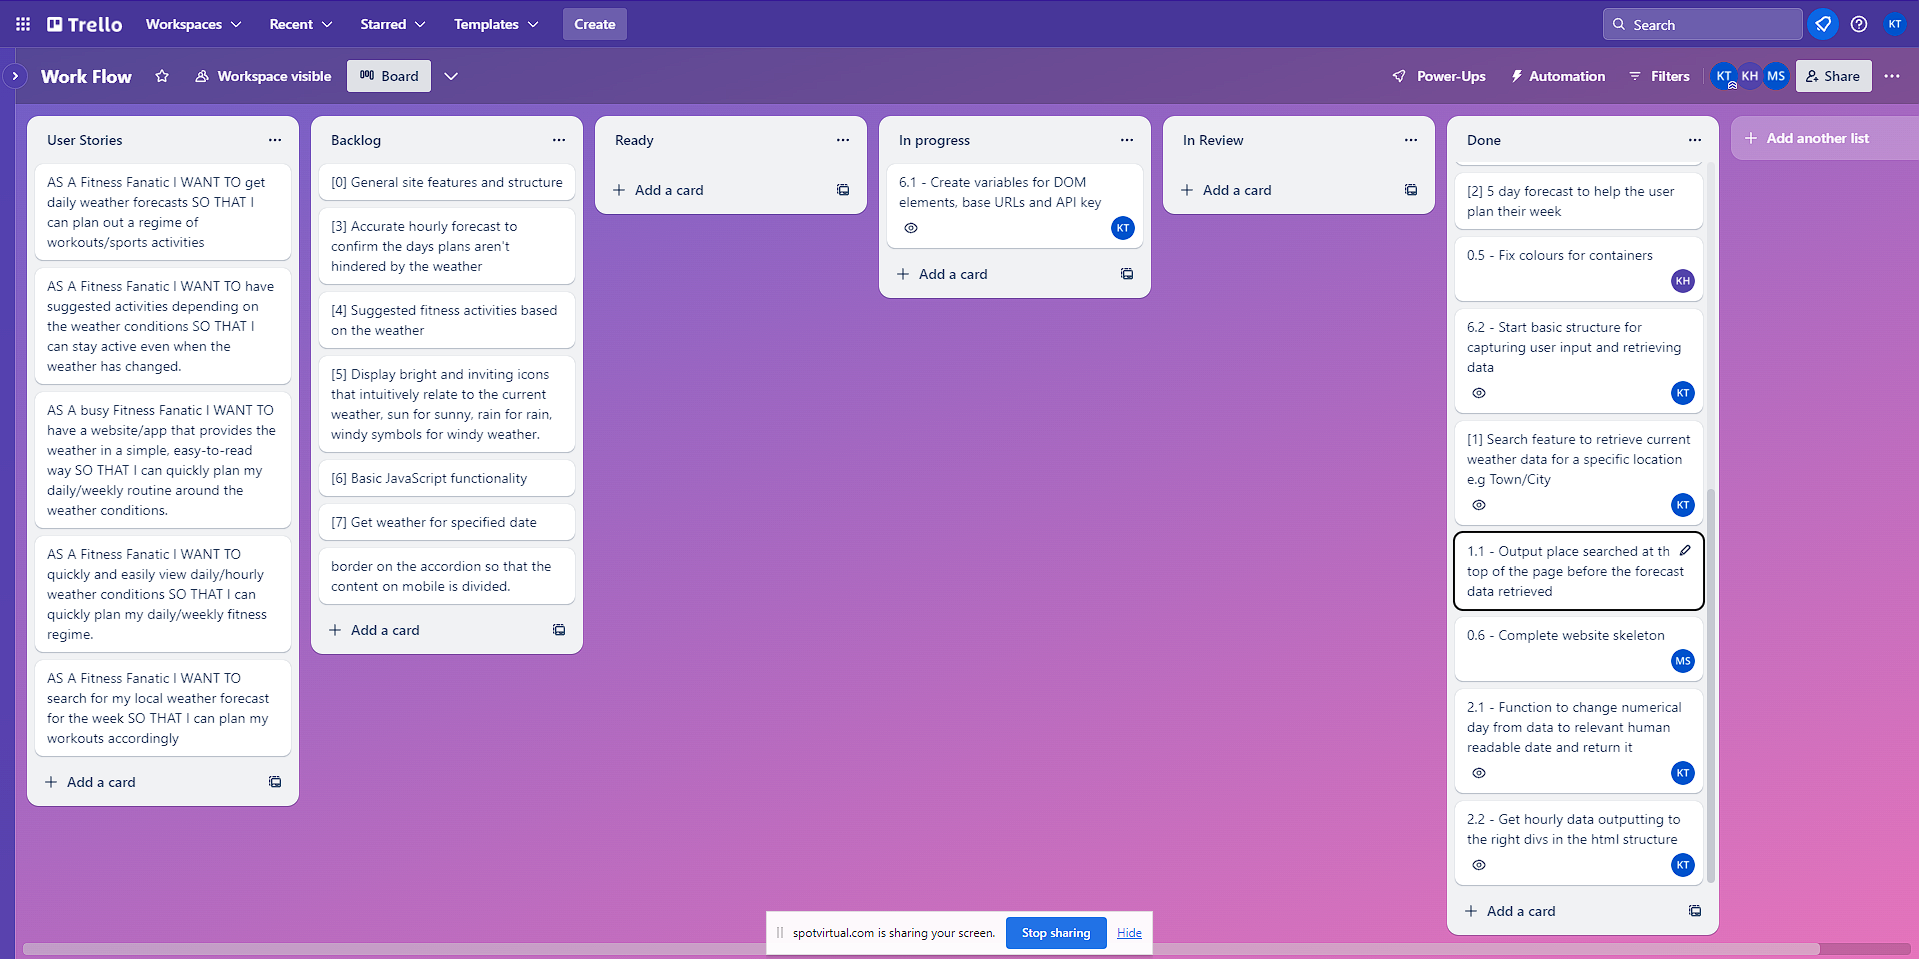 Trello
Workspaces
Recent
Starred
Templates
Create
Search
KT
Work Flow
Workspace visible
Board
Power-Ups
Automation
Filters
KT
KH
MS
Share
User Stories
AS A Fitness Fanatic I WANT TO get
daily weather forecasts SO THAT I
can plan out a regime of
workouts/sports activities
AS A Fitness Fanatic I WANT TO have
suggested activities depending on
the weather conditions SO THAT I
can stay active even when the
weather has changed.
AS A busy Fitness Fanatic I WANT TO
have a website/app that provides the
weather in a simple, easy-to-read
way SO THAT I can quickly plan my
daily/weekly routine around the
weather conditions.
AS A Fitness Fanatic I WANT TO
quickly and easily view daily/hourly
weather conditions SO THAT I can
quickly plan my daily/weekly fitness
regime.
AS A Fitness Fanatic I WANT TO
search for my local weather forecast
for the week SO THAT I can plan my
workouts accordingly
Add a card
Backlog
[0] General site features and structure
[3] Accurate hourly forecast to
confirm the days plans aren't
hindered by the weather
[4] Suggested fitness activities based
on the weather
[5] Display bright and inviting icons
that intuitively relate to the current
weather, sun for sunny, rain for rain,
windy symbols for windy weather.
[6] Basic JavaScript functionality
[7] Get weather for specified date
border on the accordion so that the
content on mobile is divided.
Add a card
Ready
Add a card
In progress
6.1 - Create variables for DOM
elements, base URLs and API key
KT
Add a card
In Review
Add a card
Done
[2] 5 day forecast to help the user
plan their week
0.5 - Fix colours for containers
KH
6.2 - Start basic structure for
capturing user input and retrieving
data
KT
[1] Search feature to retrieve current
weather data for a specific location
e.g Town/City
KT
1.1 - Output place searched at th
top of the page before the forecast
data retrieved
0.6 - Complete website skeleton
MS
2.1 - Function to change numerical
day from data to relevant human
readable date and return it
KT
2.2 - Get hourly data outputting to
the right divs in the html structure
KT
Add a card
Add another list
spotvirtual.com is sharing your screen.
Stop sharing
Hide